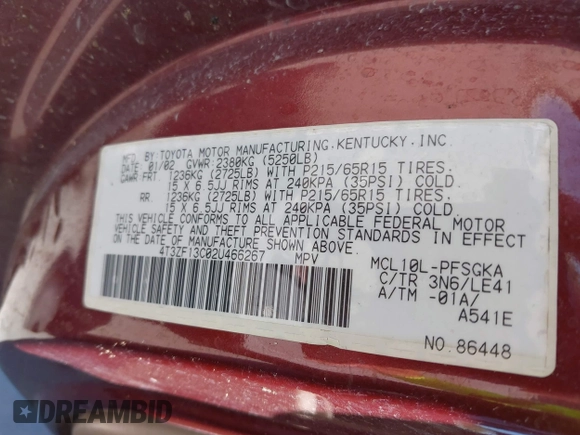 MFG. BY:TOYOTA MOTOR MANUFACTURING,KENTUCKY,INC.
DATE 01/02 GVWR:2380KG (5250LB)
GAWR FRT 1236KG (2725LB) WITH P215/65R15 TIRES.
15 X 6 5JJ RIMS AT 240KPA (35PSI) COLD.
RR 1236KG (2725LB) WITH P215/65R15 TIRES.
15 X 6 5JJ RIMS AT 240KPA (35PSI) COLD.
THIS VEHICLE CONFORMS TO ALL APPLICABLE FEDERAL MOTOR
VEHICLE SAFETY AND THEFT PREVENTION STANDARDS IN EFFECT
ON THE DATE OF MANUFACTURE SHOWN ABOVE.
4T3ZF13C02U466267 MPV
MCL10L-PFSGKA
C/TR 3N6/LE41
A/TM -01A/
A541E
NO.86448
DREAMBID